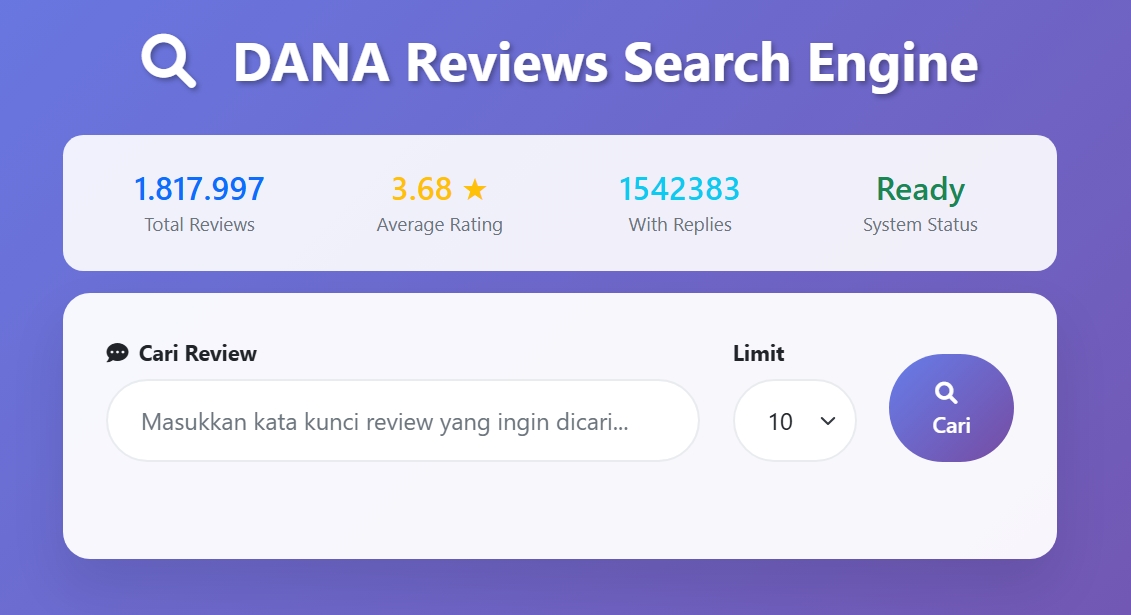 DANA Reviews Search Engine
1.817.997
Total Reviews
3.68 ★
Average Rating
1542383
With Replies
Ready
System Status
Cari Review
Masukkan kata kunci review yang ingin dicari...
Limit
10
Cari